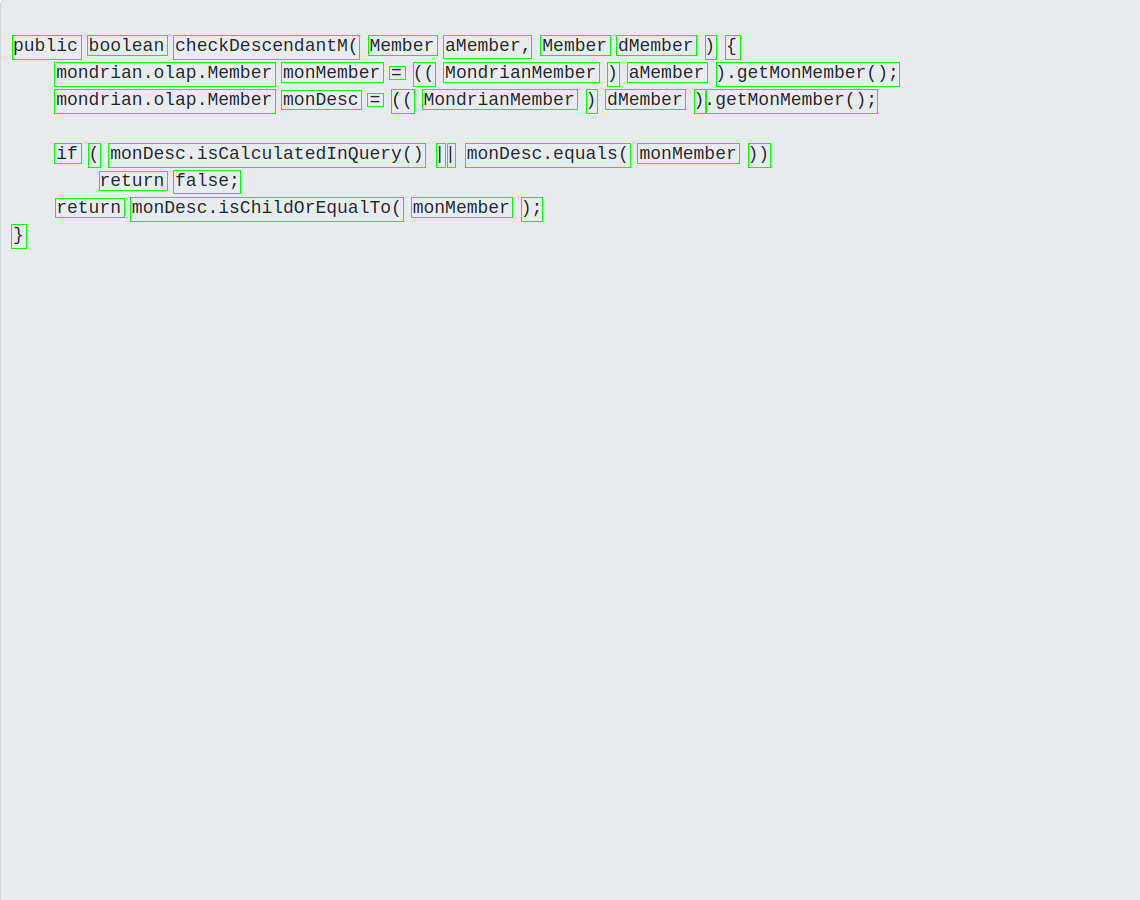 public boolean checkDescendantM( Member aMember, Member dMember ) {
mondrian.olap.Member monMember = (( MondrianMember ) aMember ).getMonMember();
mondrian.olap.Member monDesc = (( MondrianMember ) dMember ).getMonMember();
if ( monDesc.isCalculatedInQuery() || monDesc.equals( monMember ))
return false;
return monDesc.isChildOrEqualTo( monMember );
}